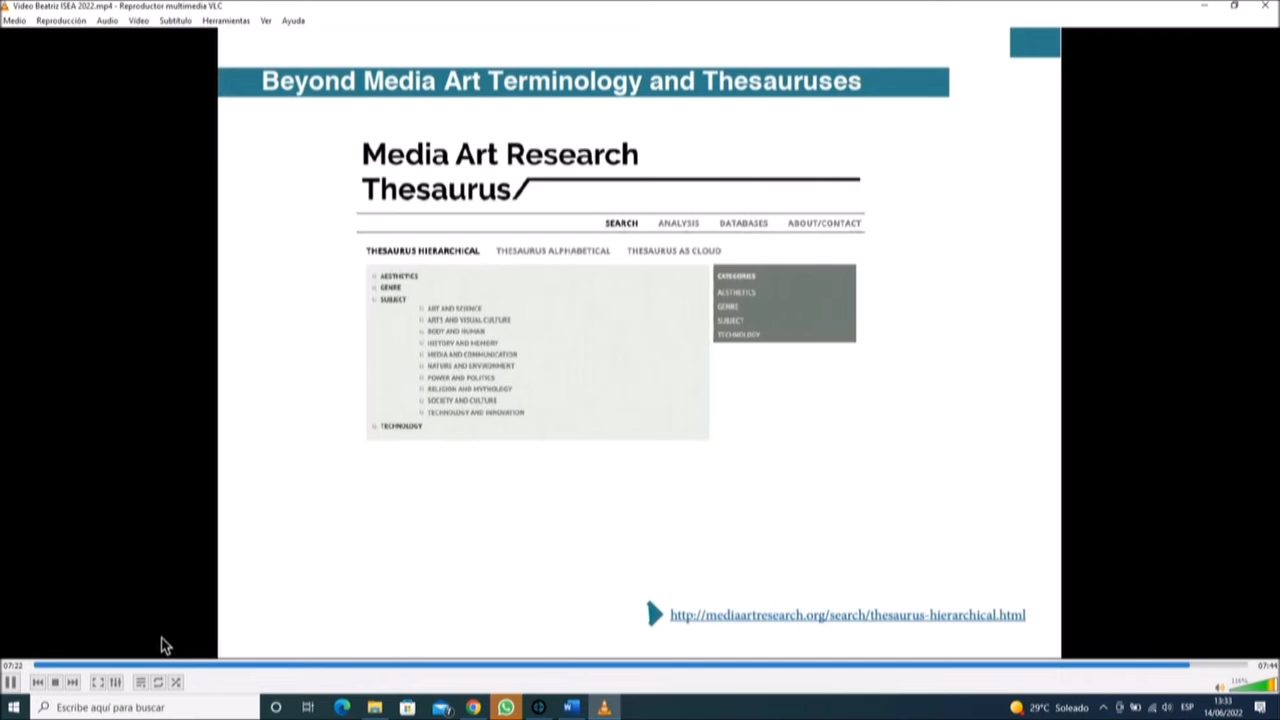 Video Beatriz ISEA 2022.mp4 - Reproductor multimedia VLC
Medio Reproducción Audio Vídeo Subtítulo Herramientas Ver Ayuda
Beyond Media Art Terminology and Thesauruses
Media Art Research
Thesaurus/
SEARCH ANALYSIS DATABASES ABOUT/CONTACT
THESAURUS HIERARCHICAL THESAURUS ALPHABETICAL THESAURUS AS CLOUD
AESTHETICS
GENRE
SUBJECT
ART AND SCIENCE
ARTS AND VISUAL CULTURE
BODY AND HUMAN
HISTORY AND MEMORY
MEDIA AND COMMUNICATION
NATURE AND ENVIRONMENT
POWER AND POLITICS
RELIGION AND MYTHOLOGY
SOCIETY AND CULTURE
TECHNOLOGY AND INNOVATION
TECHNOLOGY
CATEGORIES
AESTHETICS
GENRE
SUBJECT
TECHNOLOGY
http://mediaartresearch.org/search/thesaurus-hierarchical.html
07:22 07:44
116%
Escribe aquí para buscar
29°C Soleado ESP
13:33
14/06/2022